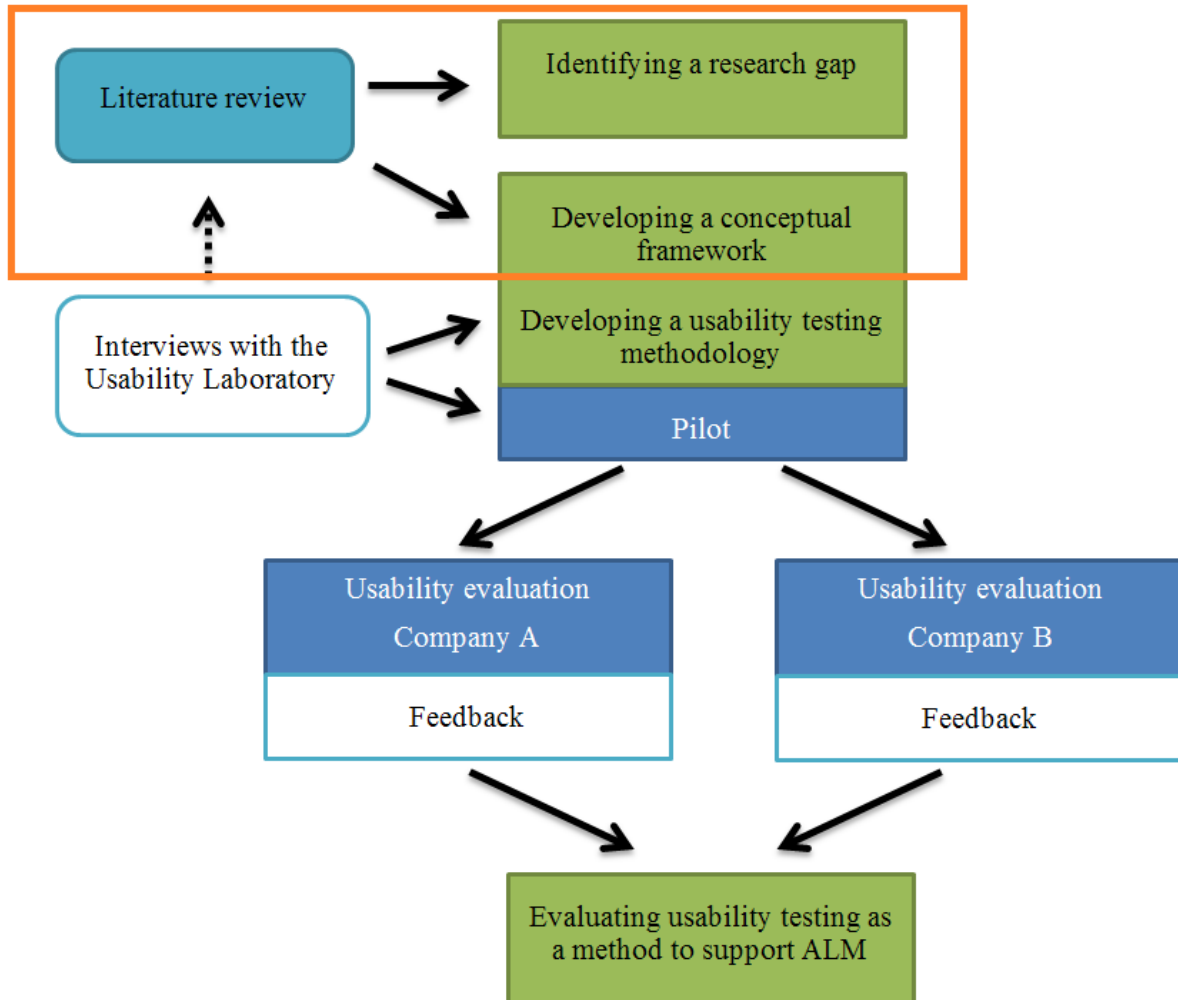 Literature review
Identifying a research gap
Developing a conceptual
framework
Interviews with the
Usability Laboratory
Developing a usability testing
methodology
Pilot
Usability evaluation
Company A
Feedback
Usability evaluation
Company B
Feedback
Evaluating usability testing as
a method to support ALM